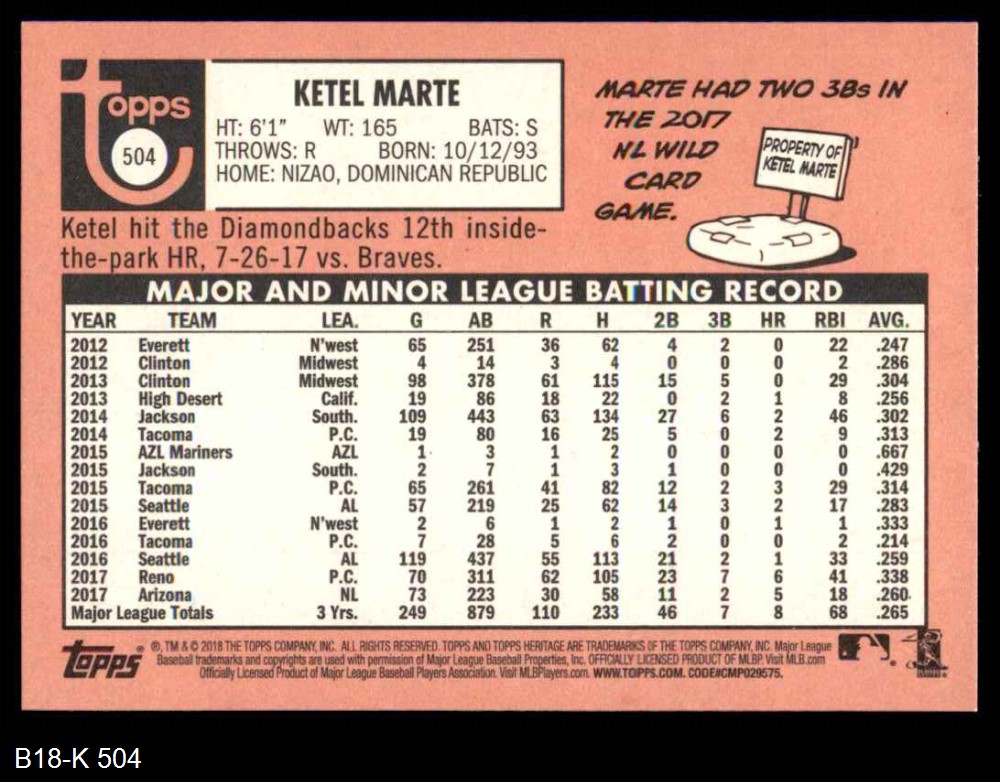 Topps
504
KETEL MARTE
HT: 6'1" WT: 165 BATS: S
THROWS: R BORN: 10/12/93
HOME: NIZAO, DOMINICAN REPUBLIC
MARTE HAD TWO 3Bs IN
THE 2017
NL WILD
CARD
GAME.
PROPERTY OF
KETEL MARTE
Ketel hit the Diamondbacks 12th inside-
the-park HR, 7-26-17 vs. Braves.
MAJOR AND MINOR LEAGUE BATTING RECORD
YEAR TEAM LEA. G AB R H 2B 3B HR RBI AVG.
2012 Everett N'west 65 251 36 62 4 2 0 22 .247
2012 Clinton Midwest 4 14 3 4 0 0 0 2 .286
2013 Clinton Midwest 98 378 61 115 15 5 0 29 .304
2013 High Desert Calif. 19 86 18 22 0 2 1 8 .256
2014 Jackson South. 109 443 63 134 27 6 2 46 .302
2014 Tacoma P.C. 19 80 16 25 5 0 2 9 .313
2015 AZL Mariners AZL 1 3 1 2 0 0 0 0 .667
2015 Jackson South. 2 7 1 3 1 0 0 0 .429
2015 Tacoma P.C. 65 261 41 82 12 2 3 29 .314
2015 Seattle AL 57 219 25 62 14 3 2 17 .283
2016 Everett N'west 2 6 1 2 1 0 1 1 .333
2016 Tacoma P.C. 7 28 5 6 2 0 0 2 .214
2016 Seattle AL 119 437 55 113 21 2 1 33 .259
2017 Reno P.C. 70 311 62 105 23 7 6 41 .338
2017 Arizona NL 73 223 30 58 11 2 5 18 .260
Major League Totals 3 Yrs. 249 879 110 233 46 7 8 68 .265
Topps ®, TM & © 2018 THE TOPPS COMPANY, INC. ALL RIGHTS RESERVED. TOPPS AND TOPPS HERITAGE ARE TRADEMARKS OF THE TOPPS COMPANY, INC. Major League
Baseball trademarks and copyrights are used with permission of Major League Baseball Properties, Inc. OFFICIALLY LICENSED PRODUCT OF MLBP. Visit MLB.com
Officially Licensed Product of Major League Baseball Players Association. Visit MLBPlayers.com. WWW.TOPPS.COM. CODE#CMP029575.
B18-K 504